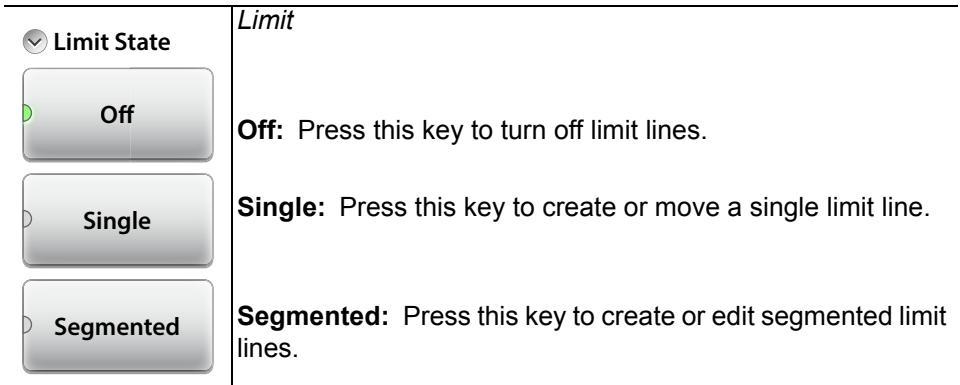 Limit State
Off
Single
Segmented
Limit
Off: Press this key to turn off limit lines.
Single: Press this key to create or move a single limit line.
Segmented: Press this key to create or edit segmented limit
lines.